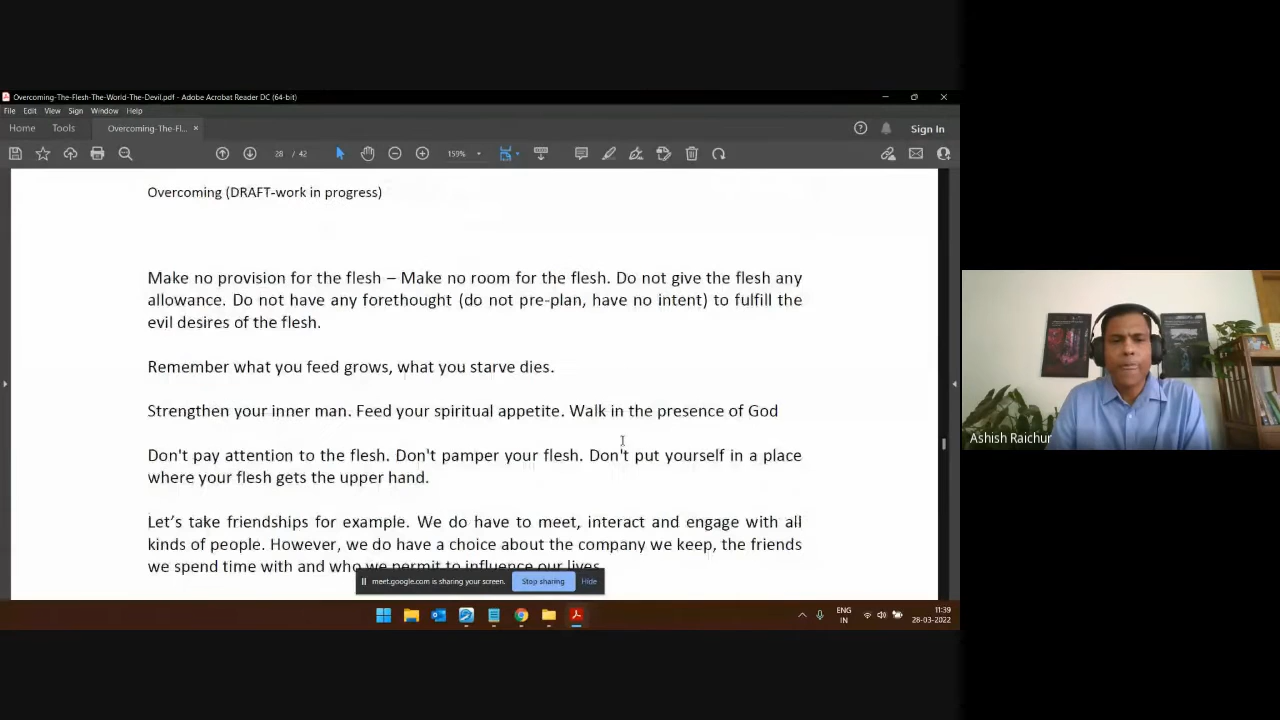 Overcoming-The-Flesh-The-World-The-Devil.pdf - Adobe Acrobat Reader DC (64-bit)
File Edit View Sign Window Help
Home Tools Overcoming-The-Fl... × Sign In
28 / 42 159%
Overcoming (DRAFT-work in progress)
Make no provision for the flesh – Make no room for the flesh. Do not give the flesh any
allowance. Do not have any forethought (do not pre-plan, have no intent) to fulfill the
evil desires of the flesh.
Remember what you feed grows, what you starve dies.
Strengthen your inner man. Feed your spiritual appetite. Walk in the presence of God
Don't pay attention to the flesh. Don't pamper your flesh. Don't put yourself in a place
where your flesh gets the upper hand.
Let's take friendships for example. We do have to meet, interact and engage with all
kinds of people. However, we do have a choice about the company we keep, the friends
we spend time with and who we permit to influence our lives.
meet.google.com is sharing your screen. Stop sharing Hide
ENG
IN
11:39
28-03-2022
Ashish Raichur